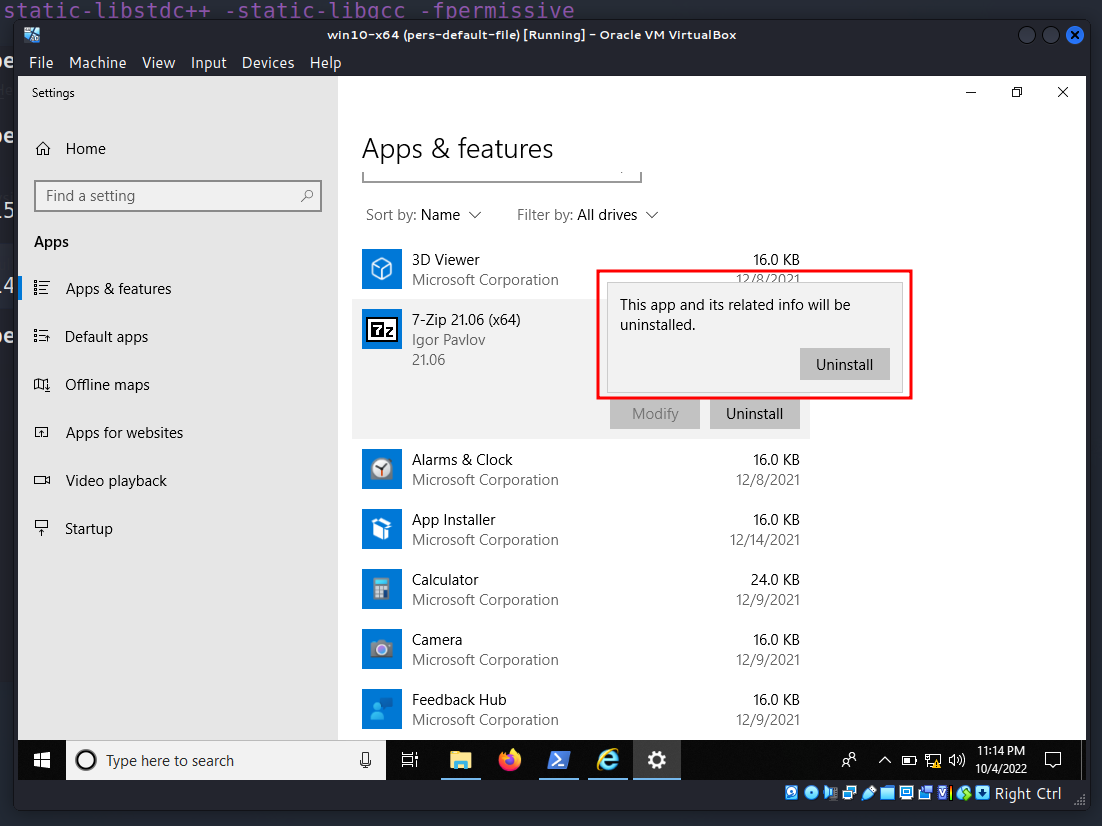 static-libstdc++ -static-libgcc -fpermissive
win10-x64 (pers-default-file) [Running] - Oracle VM VirtualBox
File Machine View Input Devices Help
Settings
Home
Find a setting
Apps
Apps & features
Default apps
Offline maps
Apps for websites
Video playback
Startup
Apps & features
Sort by: Name
Filter by: All drives
3D Viewer 16.0 KB
Microsoft Corporation 12/8/2021
7-Zip 21.06 (x64)
Igor Pavlov
21.06
This app and its related info will be
uninstalled.
Uninstall
Modify Uninstall
Alarms & Clock 16.0 KB
Microsoft Corporation 12/8/2021
App Installer 16.0 KB
Microsoft Corporation 12/14/2021
Calculator 24.0 KB
Microsoft Corporation 12/9/2021
Camera 16.0 KB
Microsoft Corporation 12/9/2021
Feedback Hub 16.0 KB
Microsoft Corporation 12/9/2021
Type here to search
11:14 PM
10/4/2022
Right Ctrl